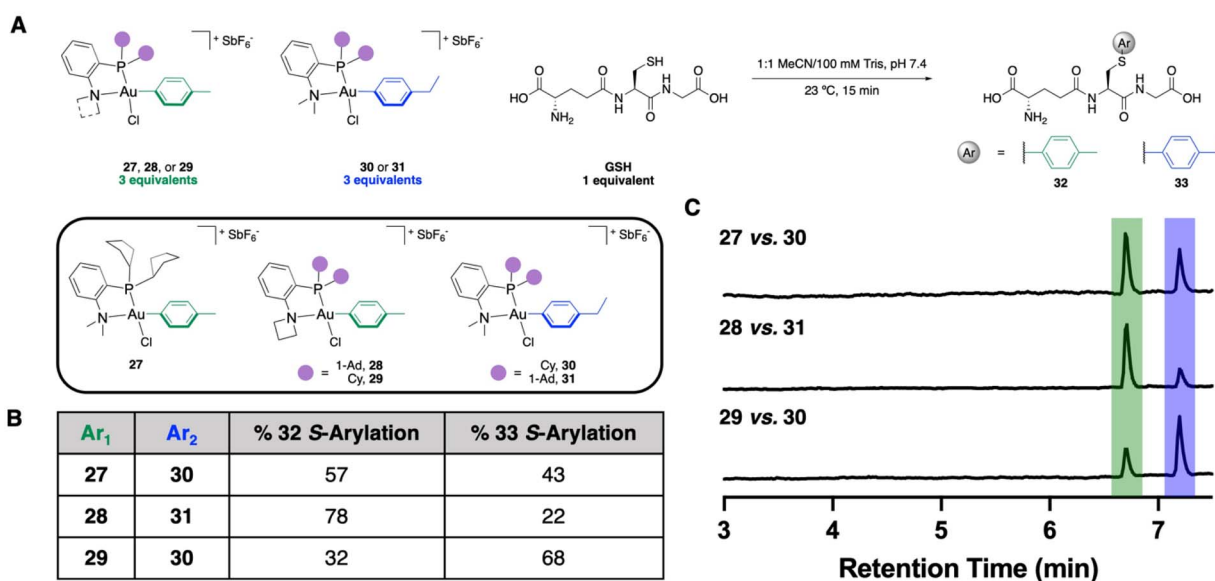 A
+ SbF6-
+ SbF6-
P
P
SH
Ar
S
N
Au
N
Au
Cl
Cl
O
HO
NH2
O
N
H
O
H
N
O
OH
1:1 MeCN/100 mM Tris, pH 7.4
23 ºC, 15 min
O
HO
NH2
O
N
H
O
H
N
O
OH
27, 28, or 29
3 equivalents
30 or 31
3 equivalents
GSH
1 equivalent
Ar =
32
33
+ SbF6-
+ SbF6-
+ SbF6-
P
P
P
N
Au
N
Au
N
Au
Cl
Cl
Cl
27
= 1-Ad, 28
Cy, 29
= Cy, 30
1-Ad, 31
B
Ar1 Ar2 % 32 S-Arylation % 33 S-Arylation
27 30 57 43
28 31 78 22
29 30 32 68
C
27 vs. 30
28 vs. 31
29 vs. 30
3 4 5 6 7
Retention Time (min)